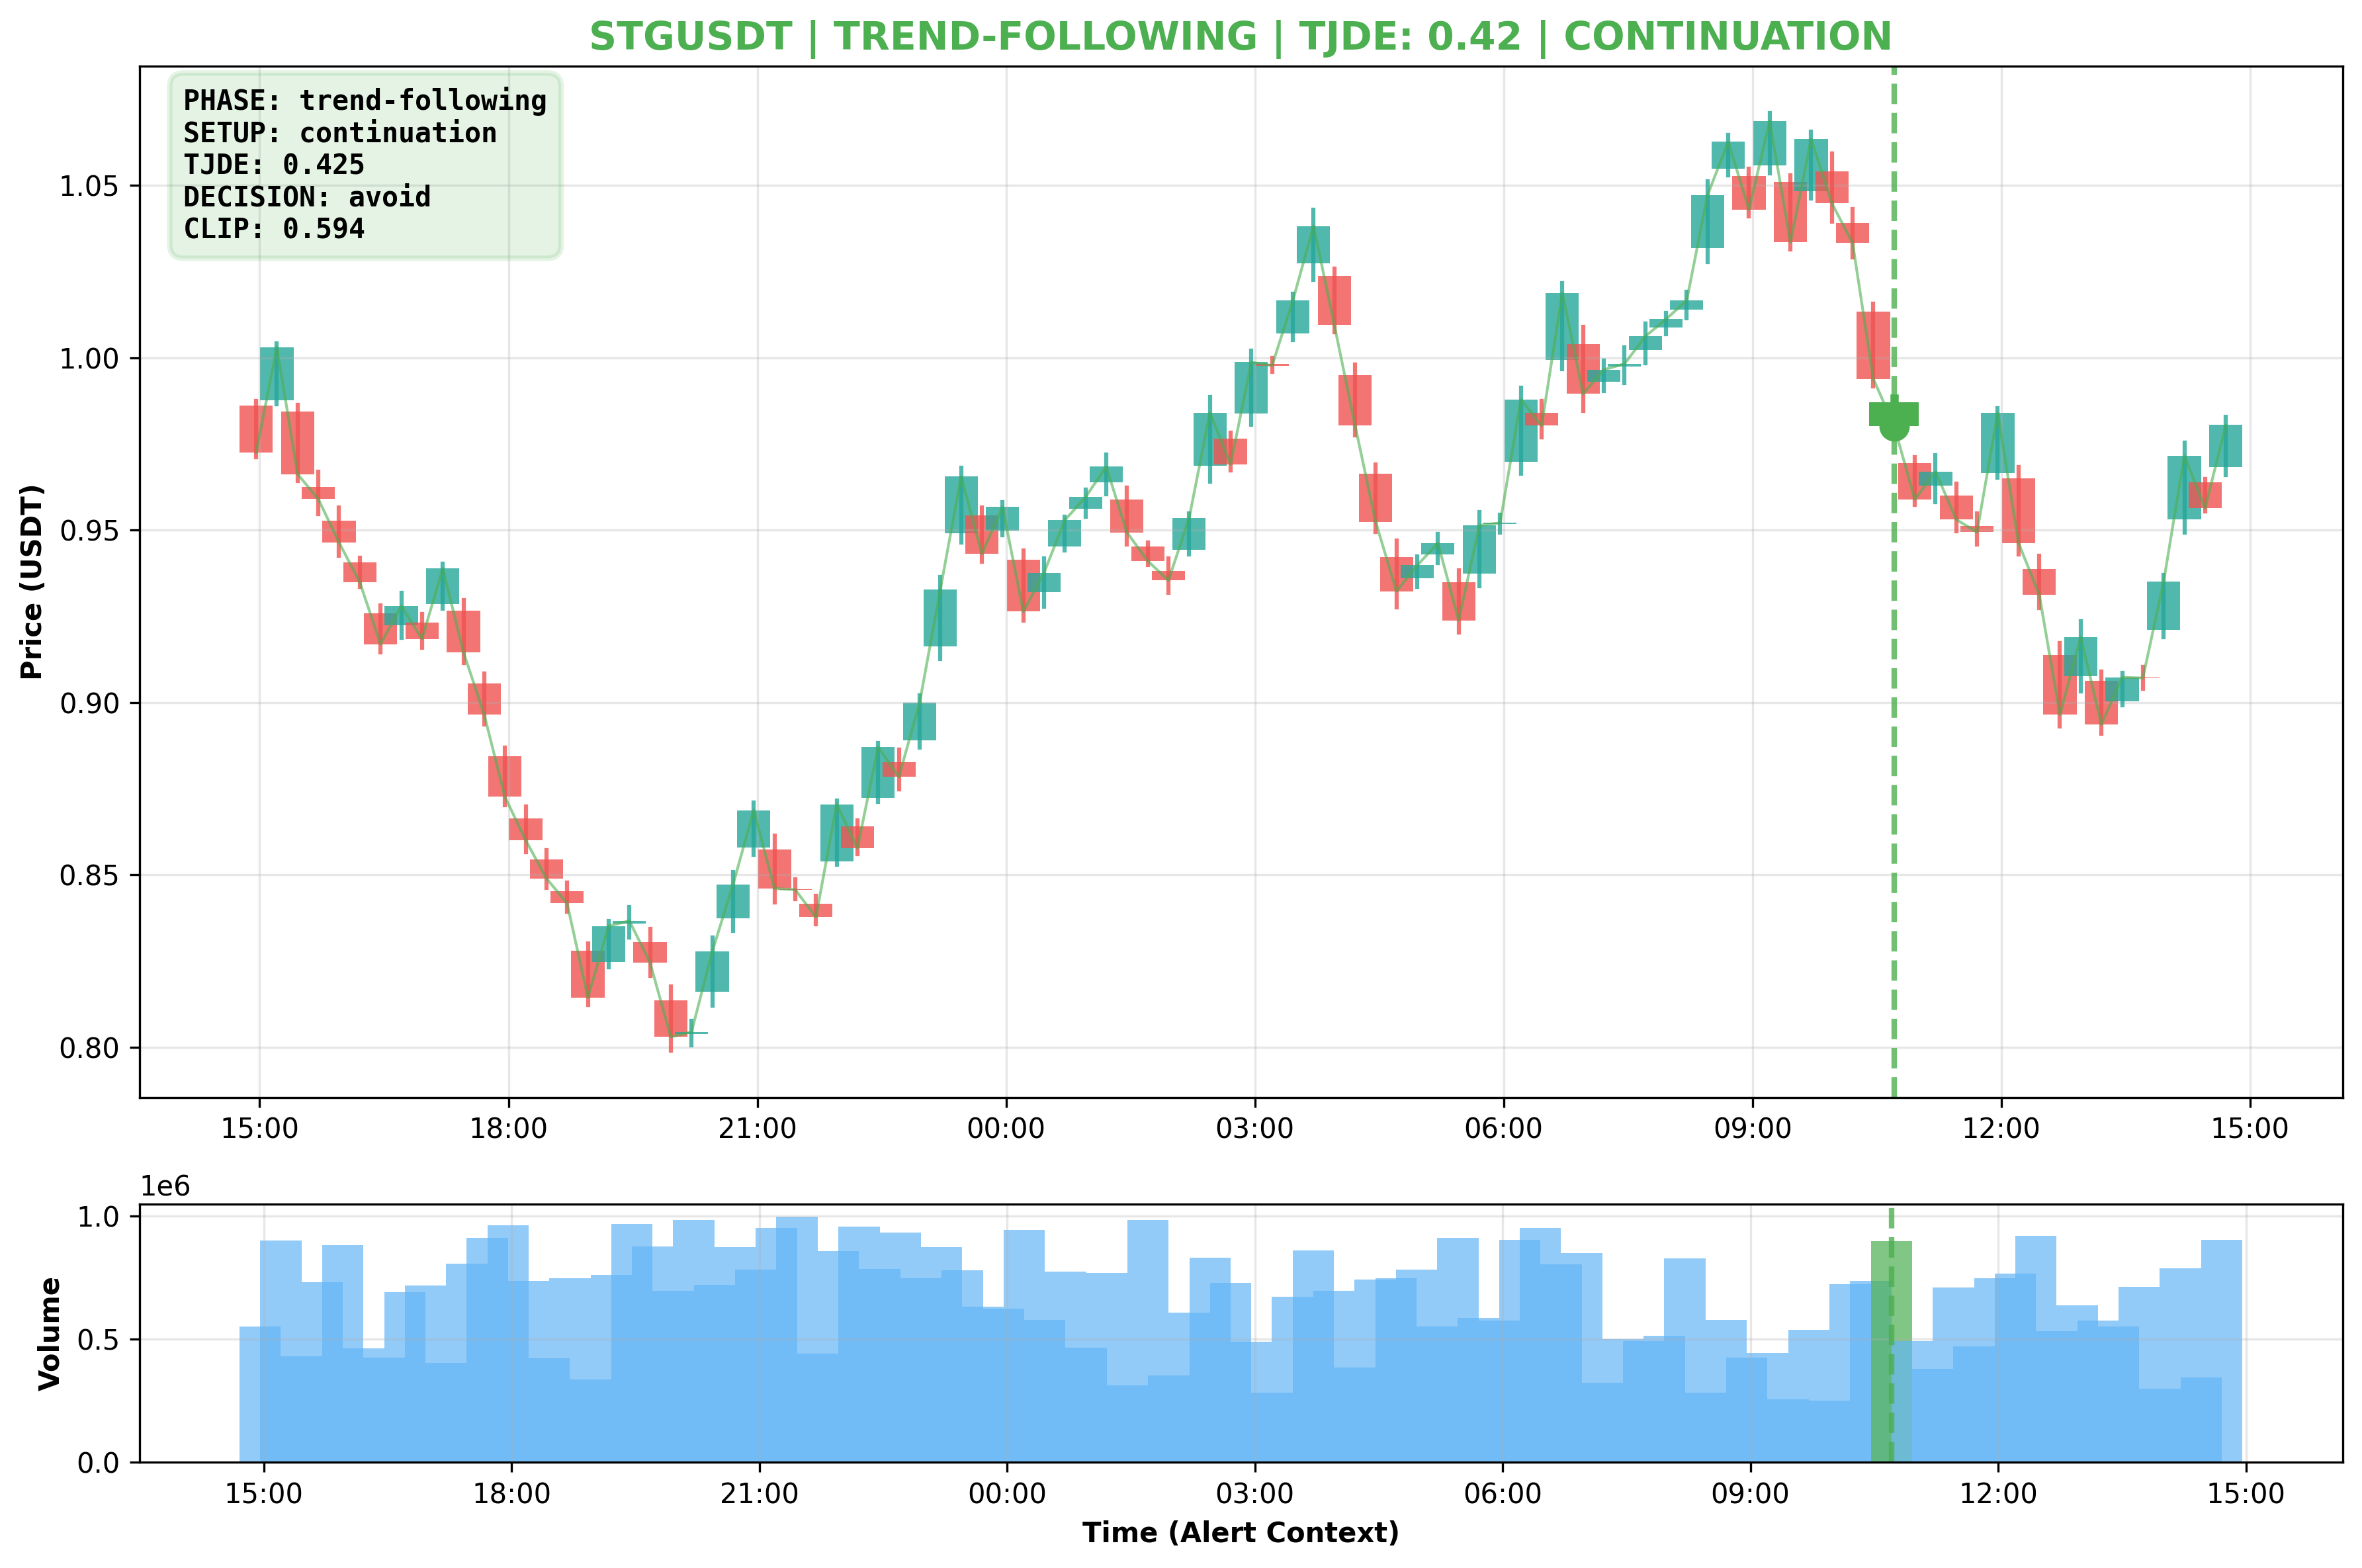 STGUSDT | TREND-FOLLOWING | TJDE: 0.42 | CONTINUATION
PHASE: trend-following
SETUP: continuation
TJDE: 0.425
DECISION: avoid
CLIP: 0.594
Price (USDT)
1.05
1.00
0.95
0.90
0.85
0.80
15:00 18:00 21:00 00:00 03:00 06:00 09:00 12:00 15:00
1e6
Volume
1.0
0.5
0.0
15:00 18:00 21:00 00:00 03:00 06:00 09:00 12:00 15:00
Time (Alert Context)